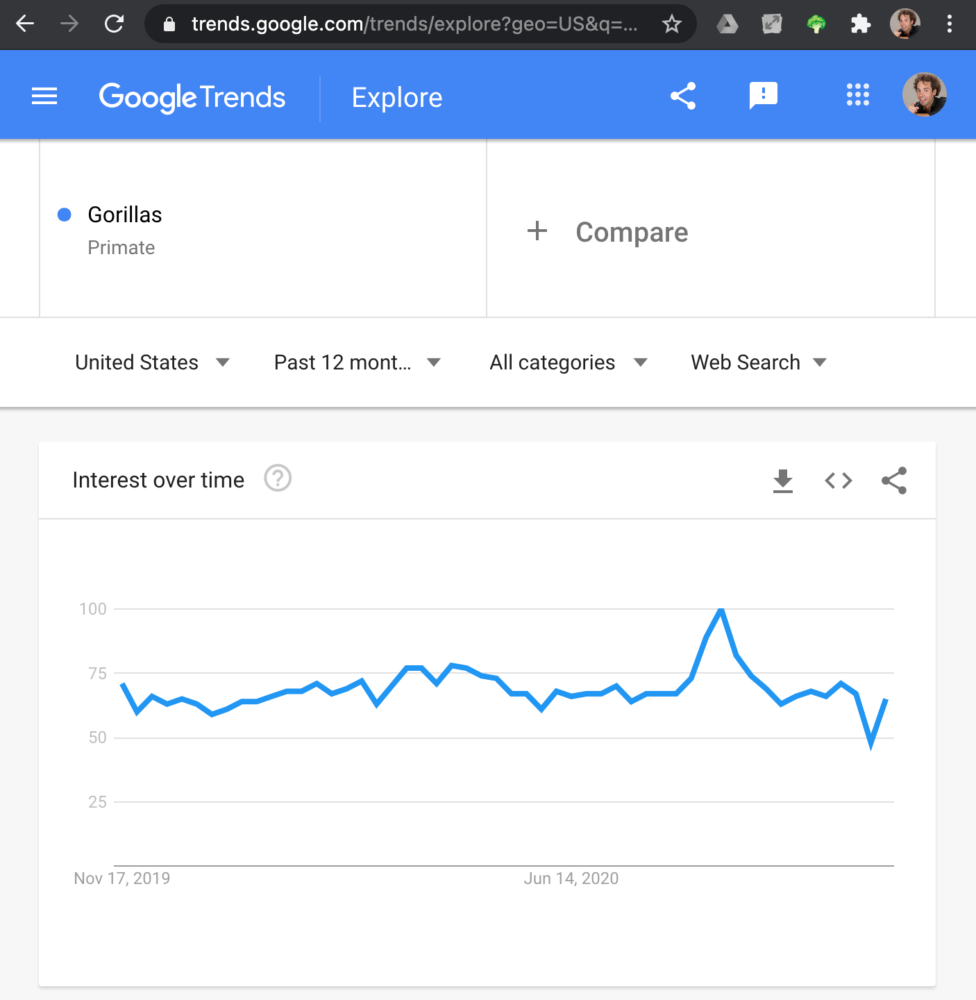 trends.google.com/trends/explore?geo=US&q=...
Google Trends Explore
Gorillas
Primate
+ Compare
United States Past 12 mont... All categories Web Search
Interest over time ?
100
75
50
25
Nov 17, 2019 Jun 14, 2020